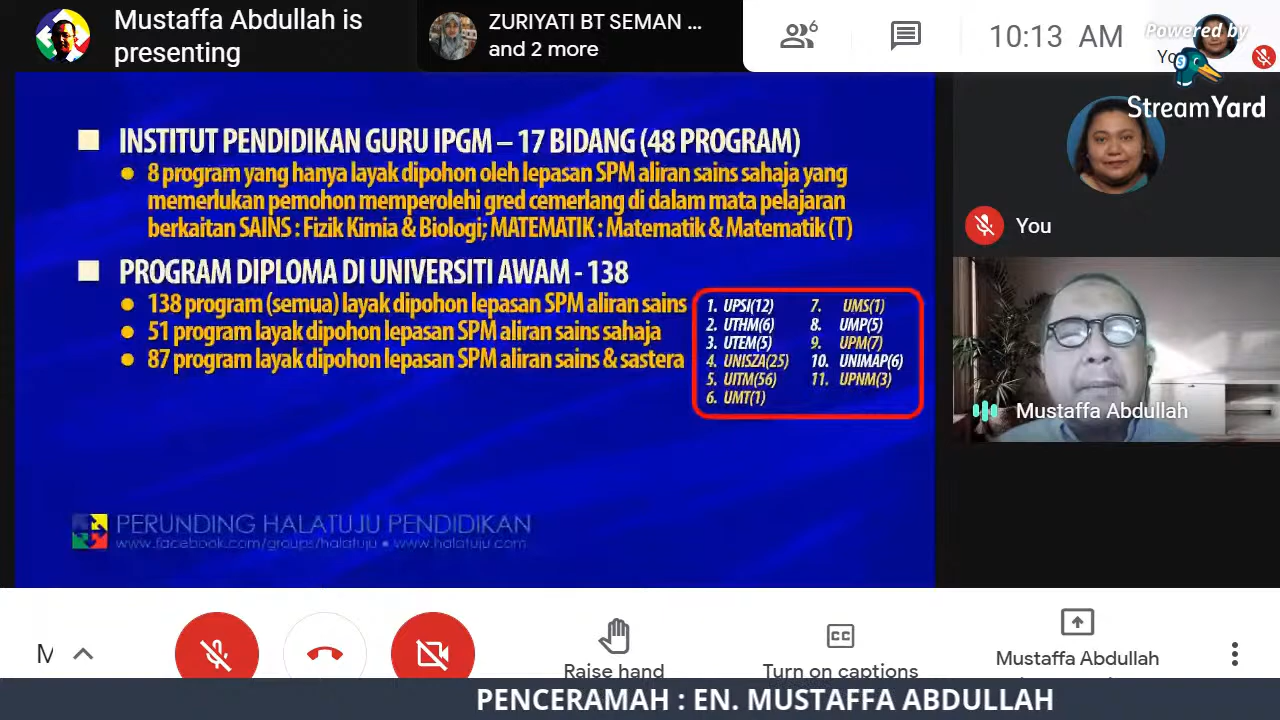 Mustaffa Abdullah is
presenting
ZURIYATI BT SEMAN ...
and 2 more
6
10:13 AM
Powered by
StreamYard
You
INSTITUT PENDIDIKAN GURU IPGM – 17 BIDANG (48 PROGRAM)
8 program yang hanya layak dipohon oleh lepasan SPM aliran sains sahaja yang
memerlukan pemohon memperolehi gred cemerlang di dalam mata pelajaran
berkaitan SAINS : Fizik Kimia & Biologi; MATEMATIK : Matematik & Matematik (T)
PROGRAM DIPLOMA DI UNIVERSITI AWAM - 138
138 program (semua) layak dipohon lepasan SPM aliran sains
51 program layak dipohon lepasan SPM aliran sains sahaja
87 program layak dipohon lepasan SPM aliran sains & sastera
1. UPSI(12)
2. UTHM(6)
3. UTEM(5)
4. UNISZA(25)
5. UITM(56)
6. UMT(1)
7. UMS(1)
8. UMP(5)
9. UPM(7)
10. UNIMAP(6)
11. UPNM(3)
Mustaffa Abdullah
PERUNDING HALATUJU PENDIDIKAN
www.facebook.com/groups/halatuju • www.halatuju.com
Raise hand
CC
Turn on captions
Mustaffa Abdullah
PENCERAMAH : EN. MUSTAFFA ABDULLAH